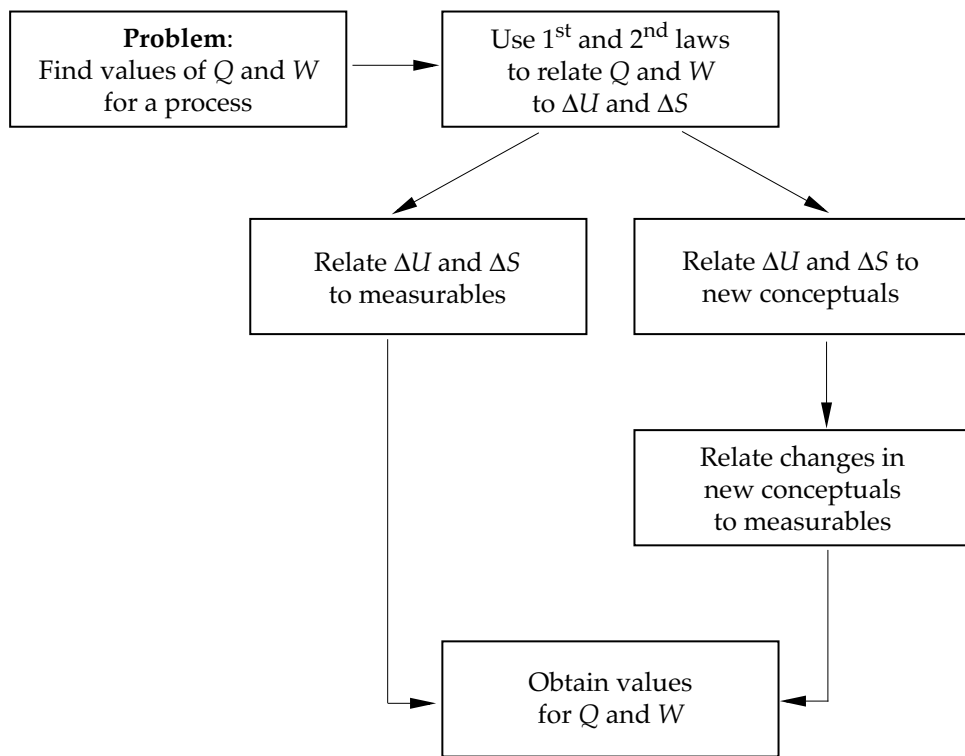 Problem:
Find values of Q and W
for a process
Use 1st and 2nd laws
to relate Q and W
to ΔU and ΔS
Relate ΔU and ΔS
to measurables
Relate ΔU and ΔS to
new conceptuals
Relate changes in
new conceptuals
to measurables
Obtain values
for Q and W